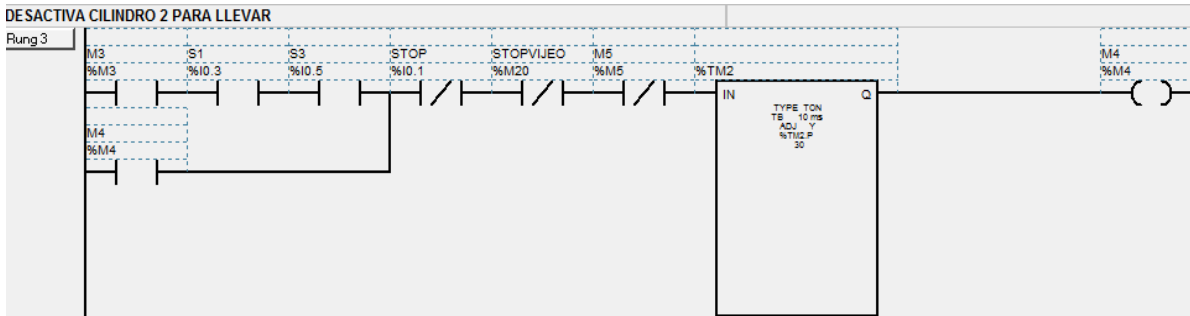 DESACTIVA CILINDRO 2 PARA LLEVAR
Rung 3
M3 S1 S3 STOP STOPVIJEO M5 M4
%M3 %I0.3 %I0.5 %I0.1 %M20 %M5 %TM2 %M4
IN Q
TYPE TON
TB 10 ms
ADJ Y
%TM2.P
30
M4
%M4